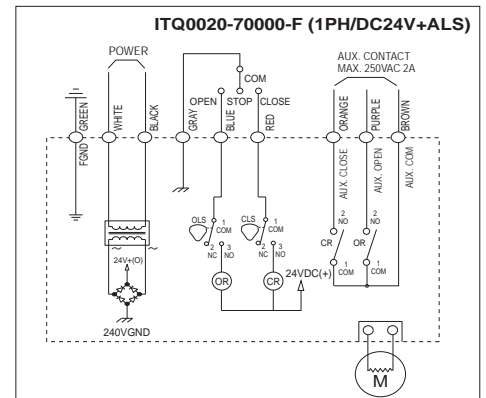 ITQ0020-70000-F (1PH/DC24V+ALS)
POWER
AUX. CONTACT
MAX. 250VAC 2A
COM
OPEN STOP CLOSE
GREEN
WHITE
BLACK
GRAY
BLUE
RED
ORANGE
PURPLE
BROWN
FGND
AUX. CLOSE
AUX. OPEN
AUX. COM
OLS 1 COM
2 NC 3 NO
CLS 1 COM
2 NC 3 NO
2 NO
CR
1 COM
2 NO
OR
1 COM
~ ~
24V+(O)
240VGND
OR
CR
24VDC(+)
M